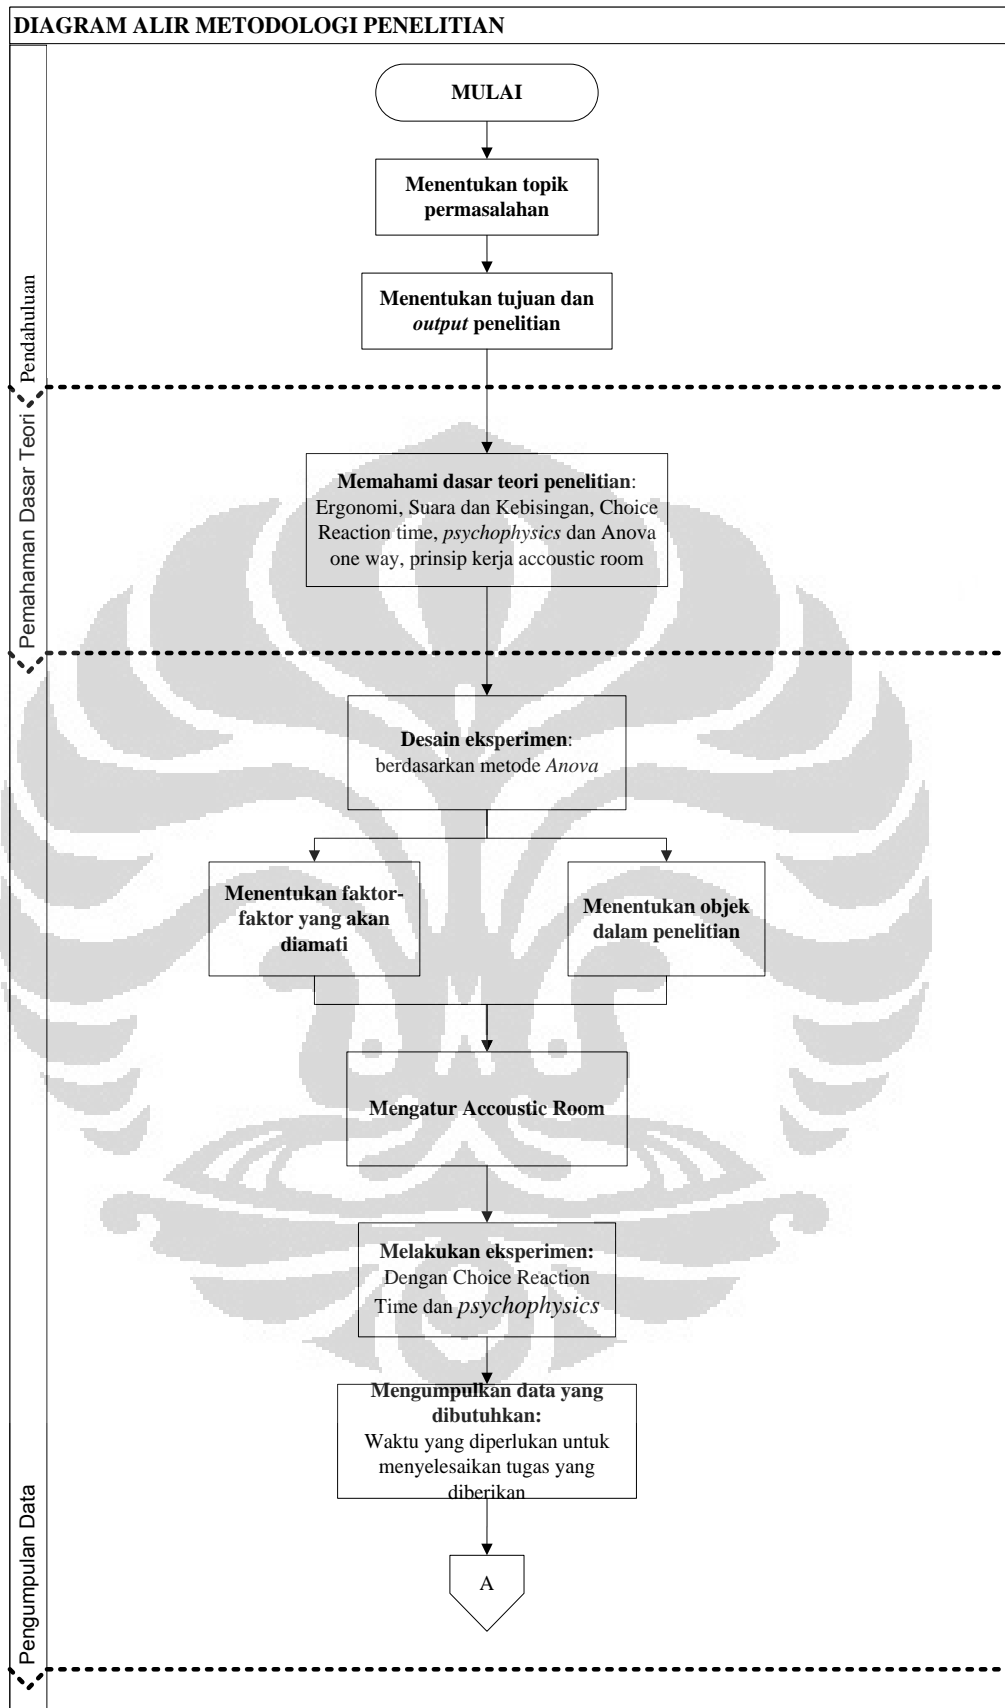 DIAGRAM ALIR METODOLOGI PENELITIAN
Pendahuluan
MULAI
Menentukan topik
permasalahan
Menentukan tujuan dan
output penelitian
Pemahaman Dasar Teori
Memahami dasar teori penelitian:
Ergonomi, Suara dan Kebisingan, Choice
Reaction time, psychophysics dan Anova
one way, prinsip kerja accoustic room
Pengumpulan Data
Desain eksperimen:
berdasarkan metode Anova
Menentukan faktor-
faktor yang akan
diamati
Menentukan objek
dalam penelitian
Mengatur Accoustic Room
Melakukan eksperimen:
Dengan Choice Reaction
Time dan psychophysics
Mengumpulkan data yang
dibutuhkan:
Waktu yang diperlukan untuk
menyelesaikan tugas yang
diberikan
A